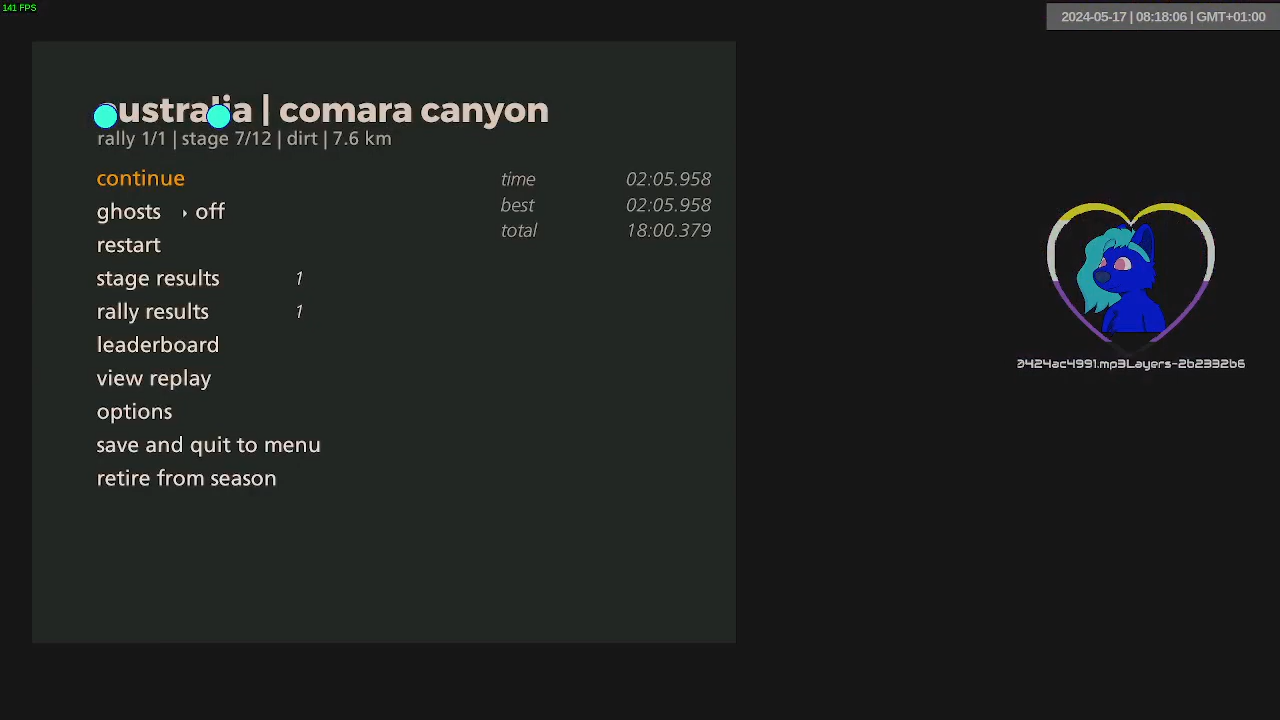 141 FPS
2024-05-17 | 08:18:06 | GMT+01:00
australia | comara canyon
rally 1/1 | stage 7/12 | dirt | 7.6 km
continue
ghosts ‣ off
restart
stage results 1
rally results 1
leaderboard
view replay
options
save and quit to menu
retire from season
time 02:05.958
best 02:05.958
total 18:00.379
424ac4991.mp3Layers-2b2332b6